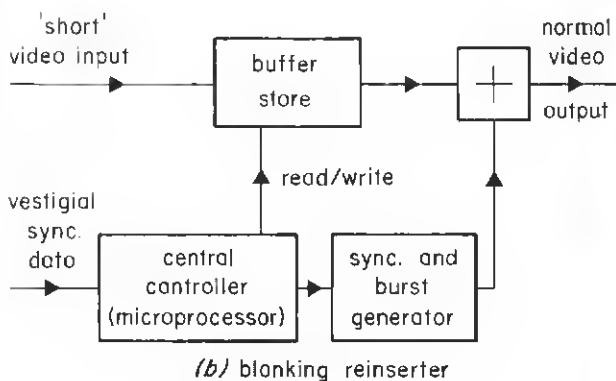 'short'
video input
buffer
store
+
normal
video
output
read/write
vestigial
sync.
data
central
cantraller
(microprocessor)
sync. and
burst
generator
(b) blanking reinserter